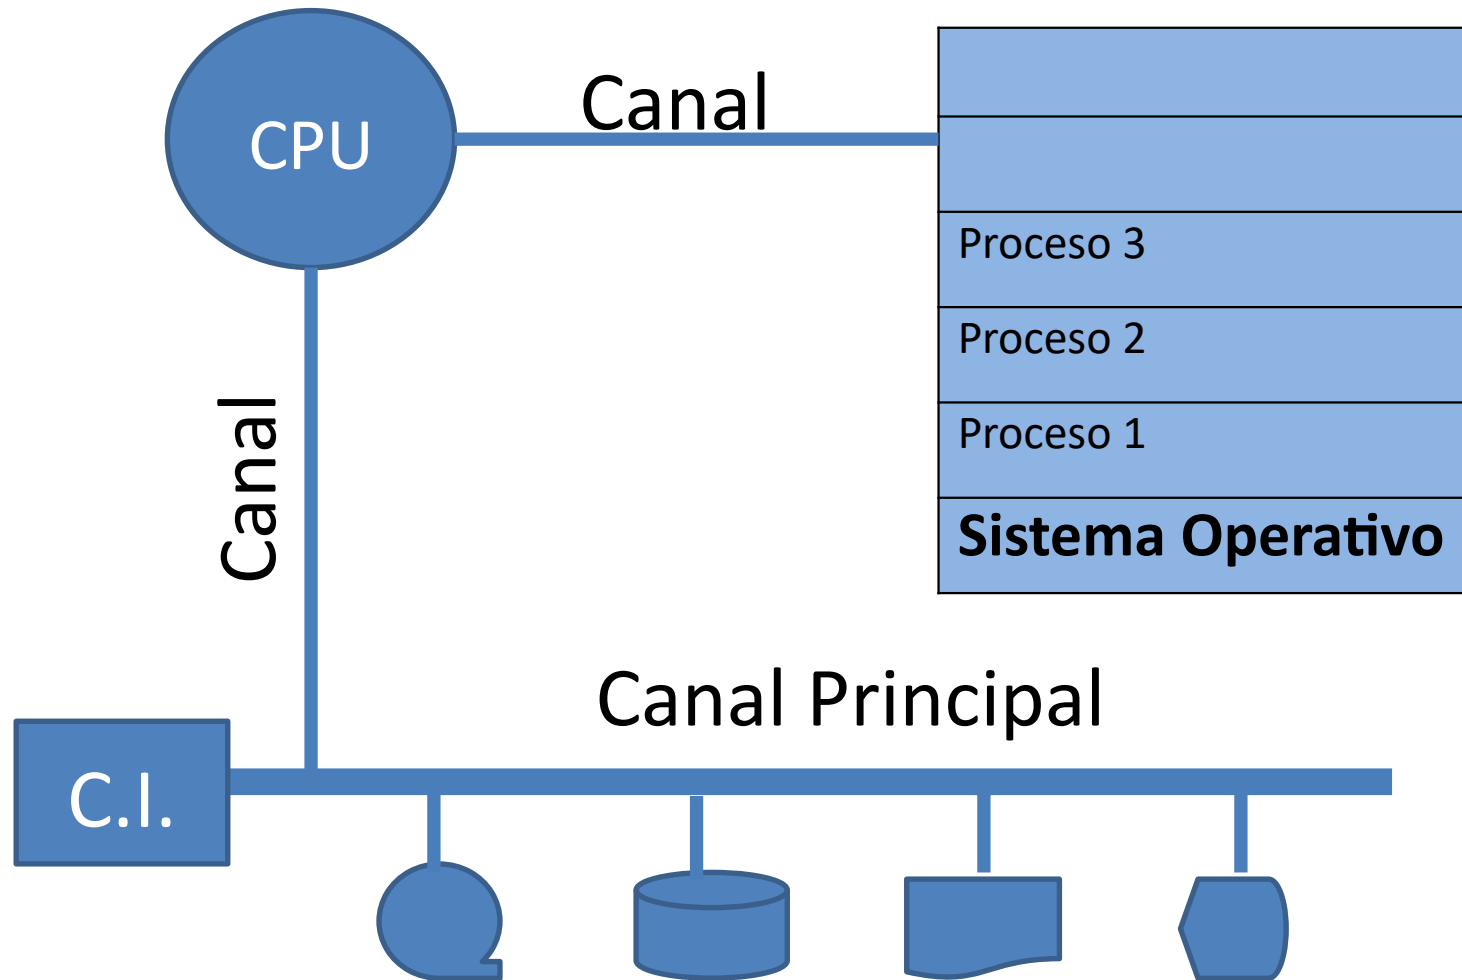 CPU
Canal
Proceso 3
Proceso 2
Proceso 1
Sistema Operativo
Canal
Canal Principal
C.I.